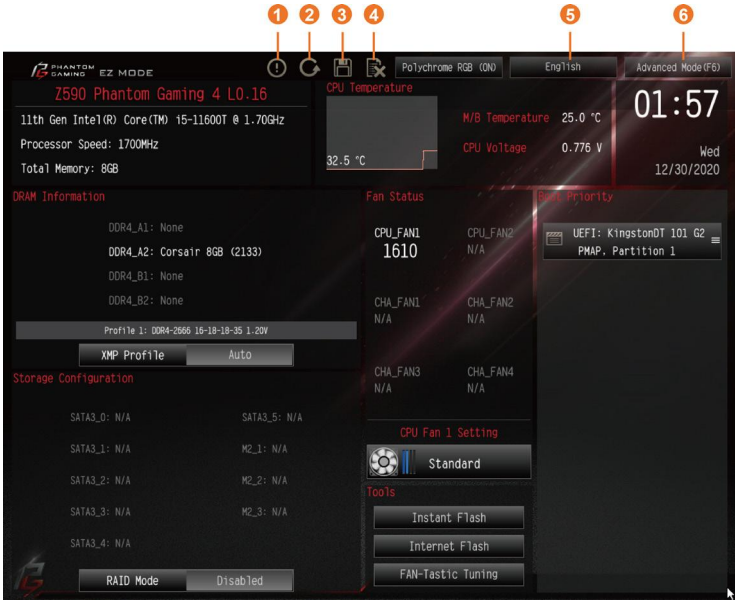 1 2 3 4 5 6
PHANTOM
GAMING EZ MODE
Polychrome RGB (ON) English Advanced Mode(F6)
Z590 Phantom Gaming 4 L0.16
11th Gen Intel(R) Core(TM) i5-11600T @ 1.70GHz
Processor Speed: 1700MHz
Total Memory: 8GB
CPU Temperature
32.5 °C
M/B Temperature 25.0 °C
CPU Voltage 0.776 V
01:57
Wed
12/30/2020
DRAM Information
DDR4_A1: None
DDR4_A2: Corsair 8GB (2133)
DDR4_B1: None
DDR4_B2: None
Profile 1: DDR4-2666 16-18-18-35 1.20V
XMP Profile Auto
Storage Configuration
SATA3_0: N/A SATA3_5: N/A
SATA3_1: N/A M2_1: N/A
SATA3_2: N/A M2_2: N/A
SATA3_3: N/A M2_3: N/A
SATA3_4: N/A
RAID Mode Disabled
Fan Status
CPU_FAN1 CPU_FAN2
1610 N/A
CHA_FAN1 CHA_FAN2
N/A N/A
CHA_FAN3 CHA_FAN4
N/A N/A
CPU Fan 1 Setting
Standard
Tools
Instant Flash
Internet Flash
FAN-Tastic Tuning
Boot Priority
UEFI: KingstonDT 101 G2
PMAP, Partition 1